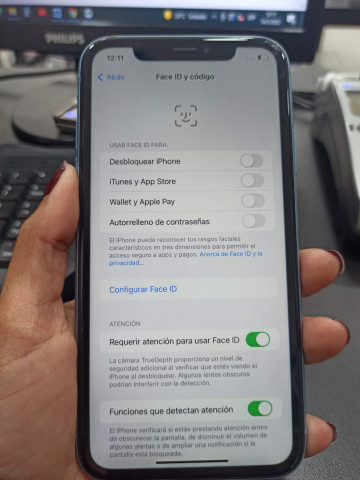 PHILIPS
12:11
Atrás
Face ID y código
USAR FACE ID PARA:
Desbloquear iPhone
iTunes y App Store
Wallet y Apple Pay
Autorrelleno de contraseñas
El iPhone puede reconocer tus rasgos faciales
característicos en tres dimensiones para permitir el
acceso seguro a apps y pagos. Acerca de Face ID y la
privacidad...
Configurar Face ID
ATENCIÓN
Requerir atención para usar Face ID
La cámara TrueDepth proporciona un nivel de
seguridad adicional al verificar que estés viendo el
iPhone al desbloquear. Algunos lentes obscuros
podrían interferir con la detección.
Funciones que detectan atención
El iPhone verificará si estás prestando atención antes
de obscurecer la pantalla, de disminuir el volumen de
algunas alertas o de ampliar una notificación si la
pantalla está bloqueada.